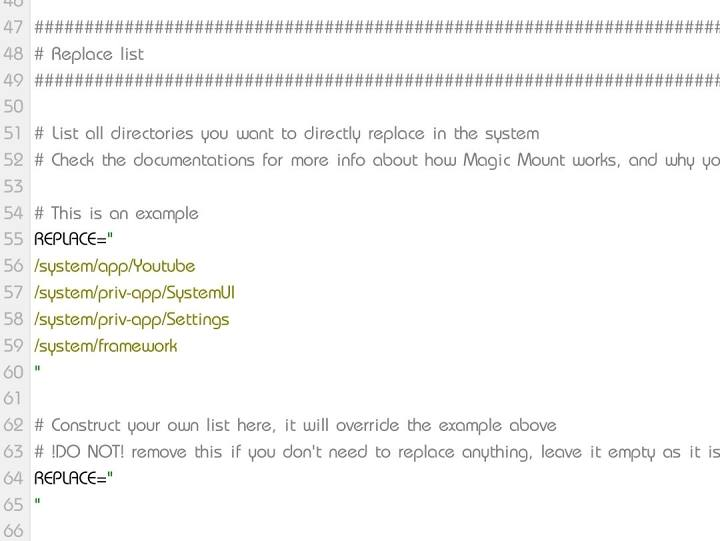 46
47 ########################################################################
48 # Replace list
49 ########################################################################
50
51 # List all directories you want to directly replace in the system
52 # Check the documentations for more info about how Magic Mount works, and why yo
53
54 # This is an example
55 REPLACE="
56 /system/app/Youtube
57 /system/priv-app/SystemUI
58 /system/priv-app/Settings
59 /system/framework
60 "
61
62 # Construct your own list here, it will override the example above
63 # !DO NOT! remove this if you don't need to replace anything, leave it empty as it is
64 REPLACE="
65 "
66